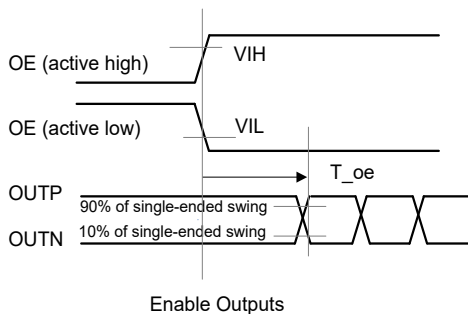 OE (active high)
VIH
OE (active low)
VIL
T_oe
OUTP
90% of single-ended swing
10% of single-ended swing
OUTN
Enable Outputs